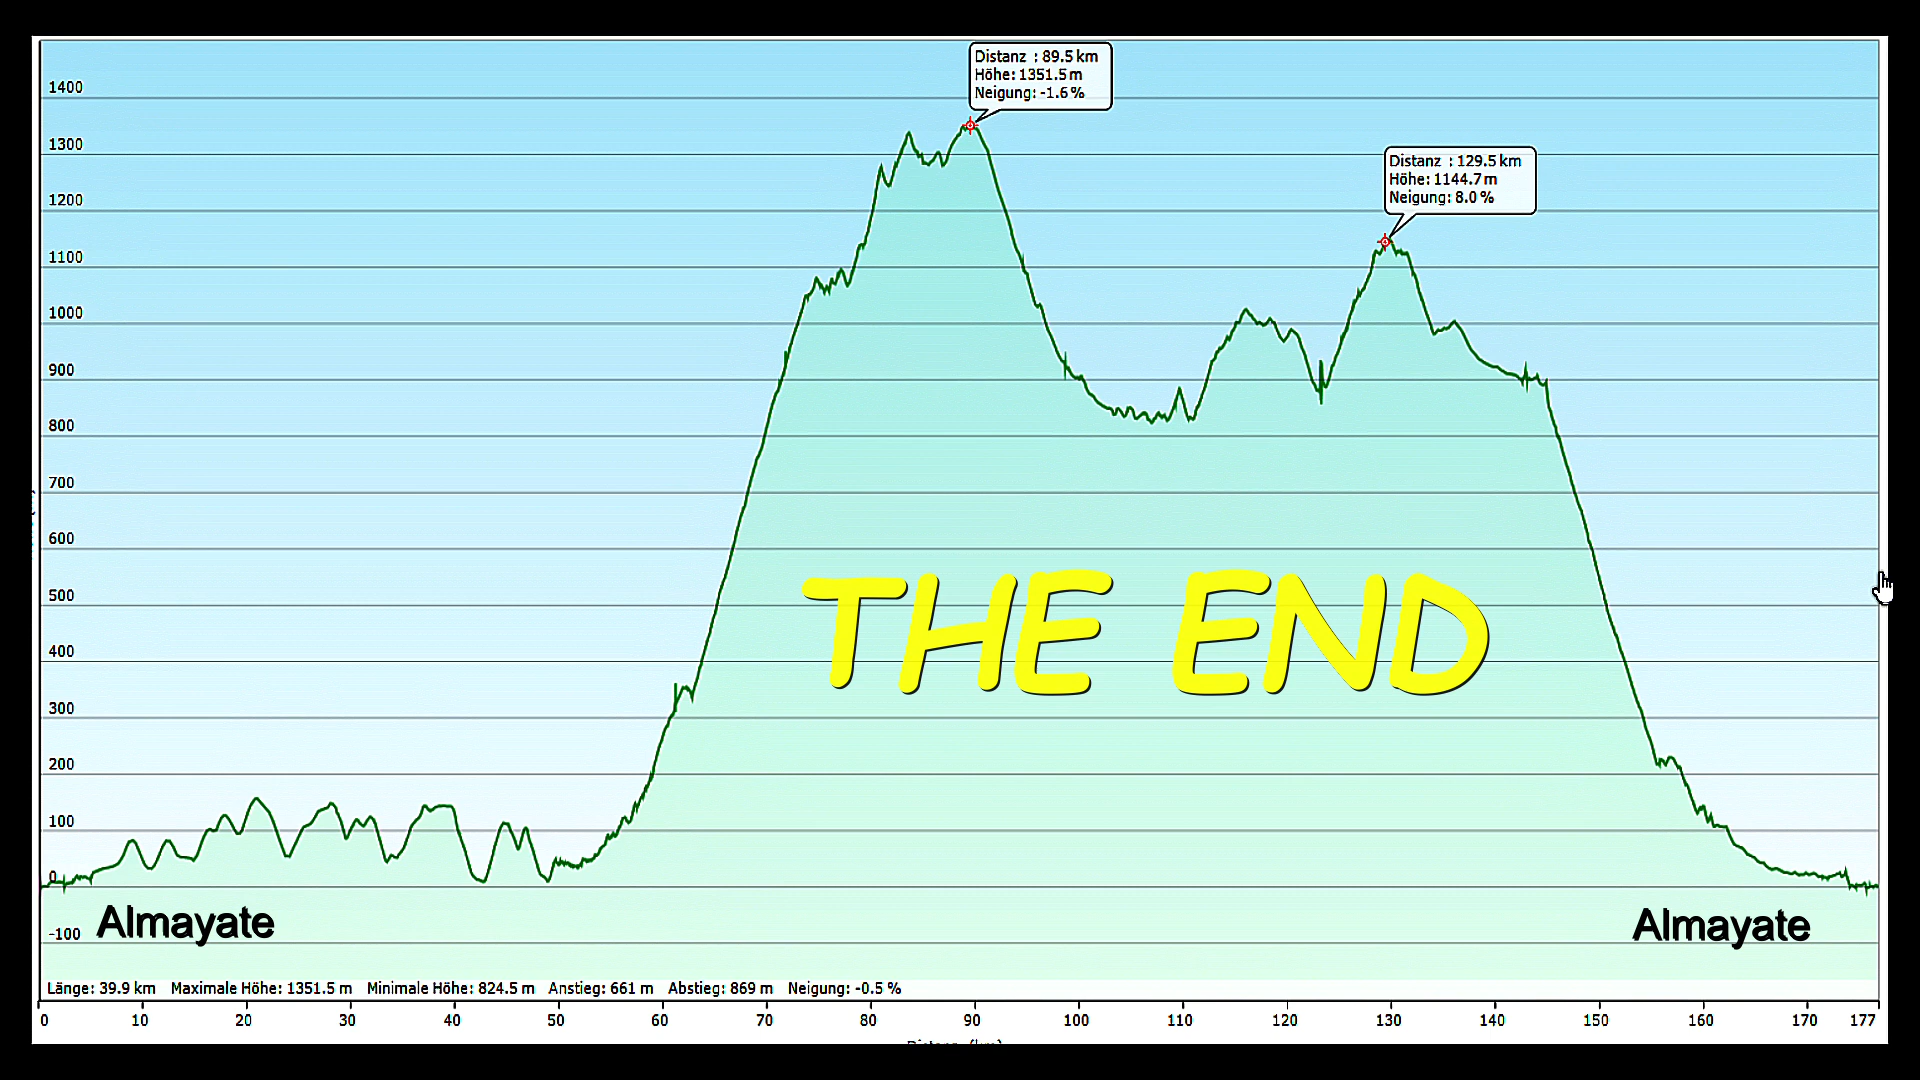 Distanz : 89.5 km
Höhe: 1351.5 m
Neigung: -1.6 %
Distanz : 129.5 km
Höhe: 1144.7 m
Neigung: 8.0 %
1400
1300
1200
1100
1000
900
800
700
600
500
400
300
200
100
0
-100
THE END
Almayate
Almayate
Länge: 39.9 km Maximale Höhe: 1351.5 m Minimale Höhe: 824.5 m Anstieg: 661 m Abstieg: 869 m Neigung: -0.5 %
0 10 20 30 40 50 60 70 80 90 100 110 120 130 140 150 160 170 177